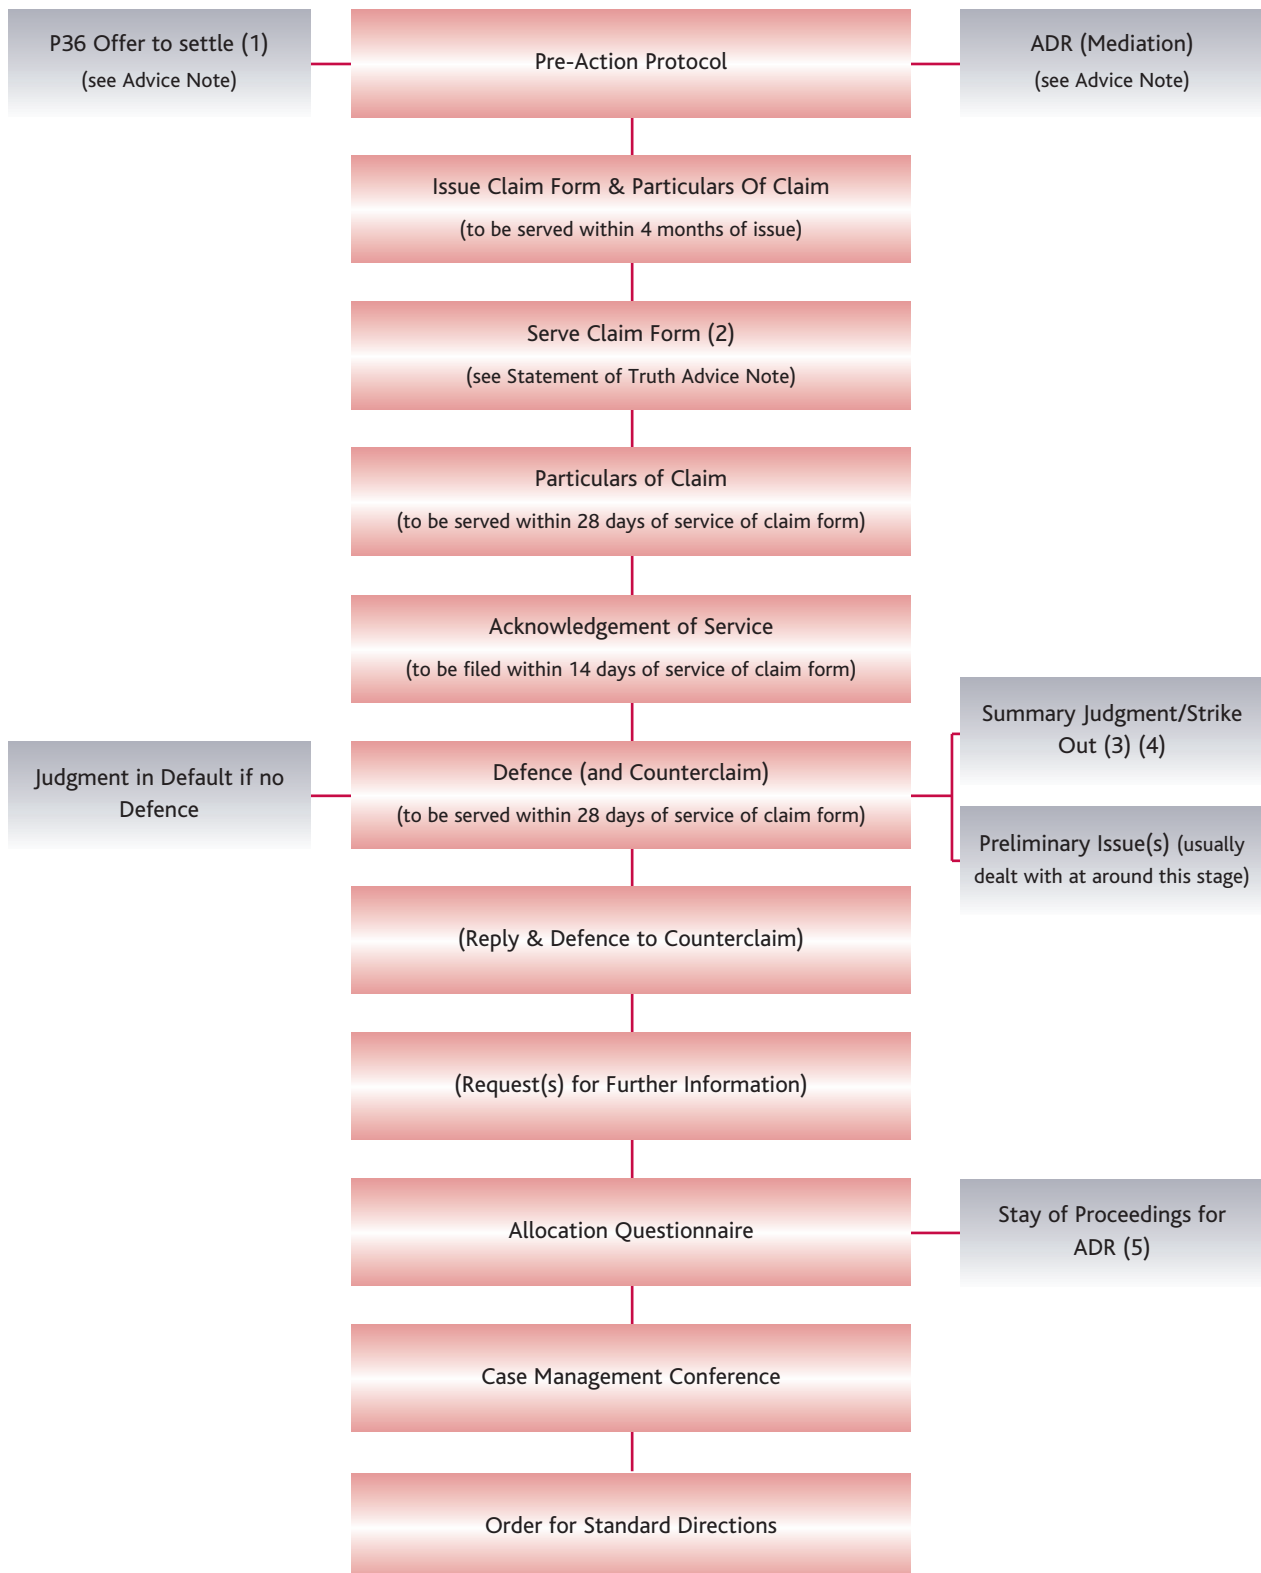 P36 Offer to settle (1)
(see Advice Note)
Pre-Action Protocol
ADR (Mediation)
(see Advice Note)
Issue Claim Form & Particulars Of Claim
(to be served within 4 months of issue)
Serve Claim Form (2)
(see Statement of Truth Advice Note)
Particulars of Claim
(to be served within 28 days of service of claim form)
Acknowledgement of Service
(to be filed within 14 days of service of claim form)
Judgment in Default if no
Defence
Defence (and Counterclaim)
(to be served within 28 days of service of claim form)
Summary Judgment/Strike
Out (3) (4)
Preliminary Issue(s) (usually
dealt with at around this stage)
(Reply & Defence to Counterclaim)
(Request(s) for Further Information)
Allocation Questionnaire
Stay of Proceedings for
ADR (5)
Case Management Conference
Order for Standard Directions